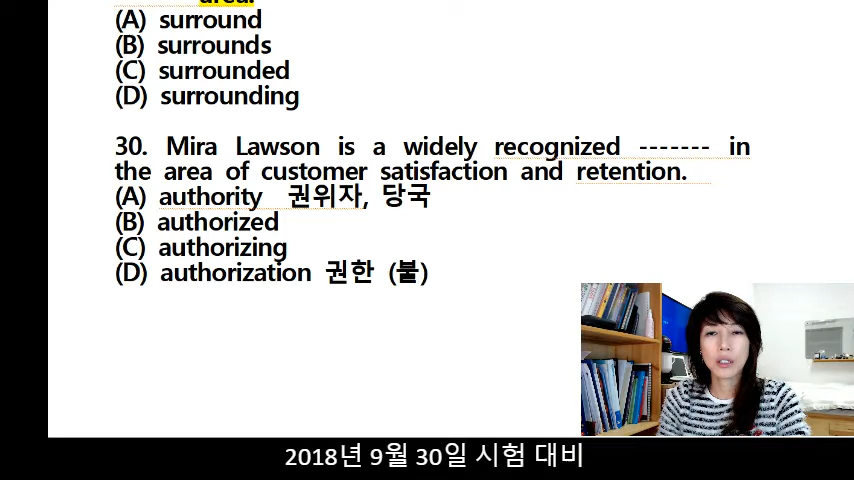 area.
(A) surround
(B) surrounds
(C) surrounded
(D) surrounding
30. Mira Lawson is a widely recognized ------- in
the area of customer satisfaction and retention.
(A) authority 권위자, 당국
(B) authorized
(C) authorizing
(D) authorization 권한 (불)
2018년 9월 30일 시험 대비